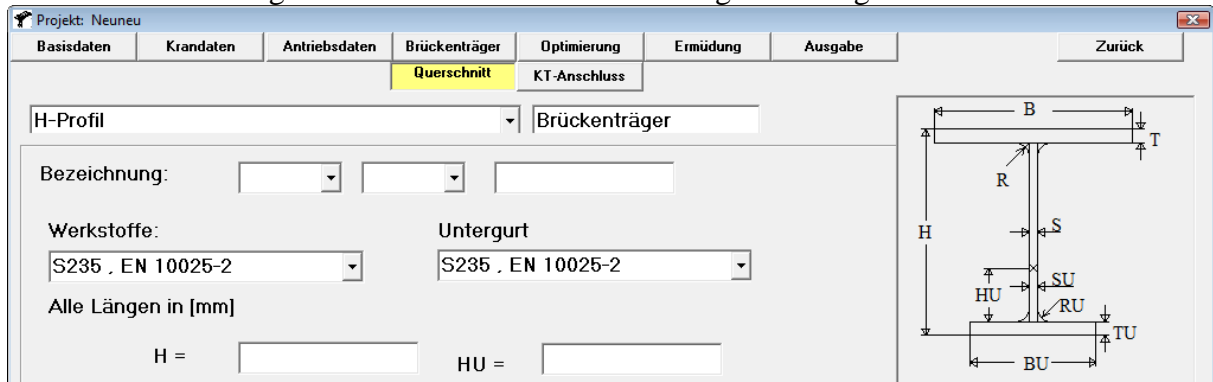 Projekt: Neuneu
Basisdaten Krandaten Antriebsdaten Brückenträger Optimierung Ermüdung Ausgabe Zurück
Querschnitt KT-Anschluss
H-Profil Brückenträger
Bezeichnung:
Werkstoffe: Untergurt
S235 , EN 10025-2 S235 , EN 10025-2
Alle Längen in [mm]
H = HU =
B
T
R
H
S
HU
SU
RU
TU
BU